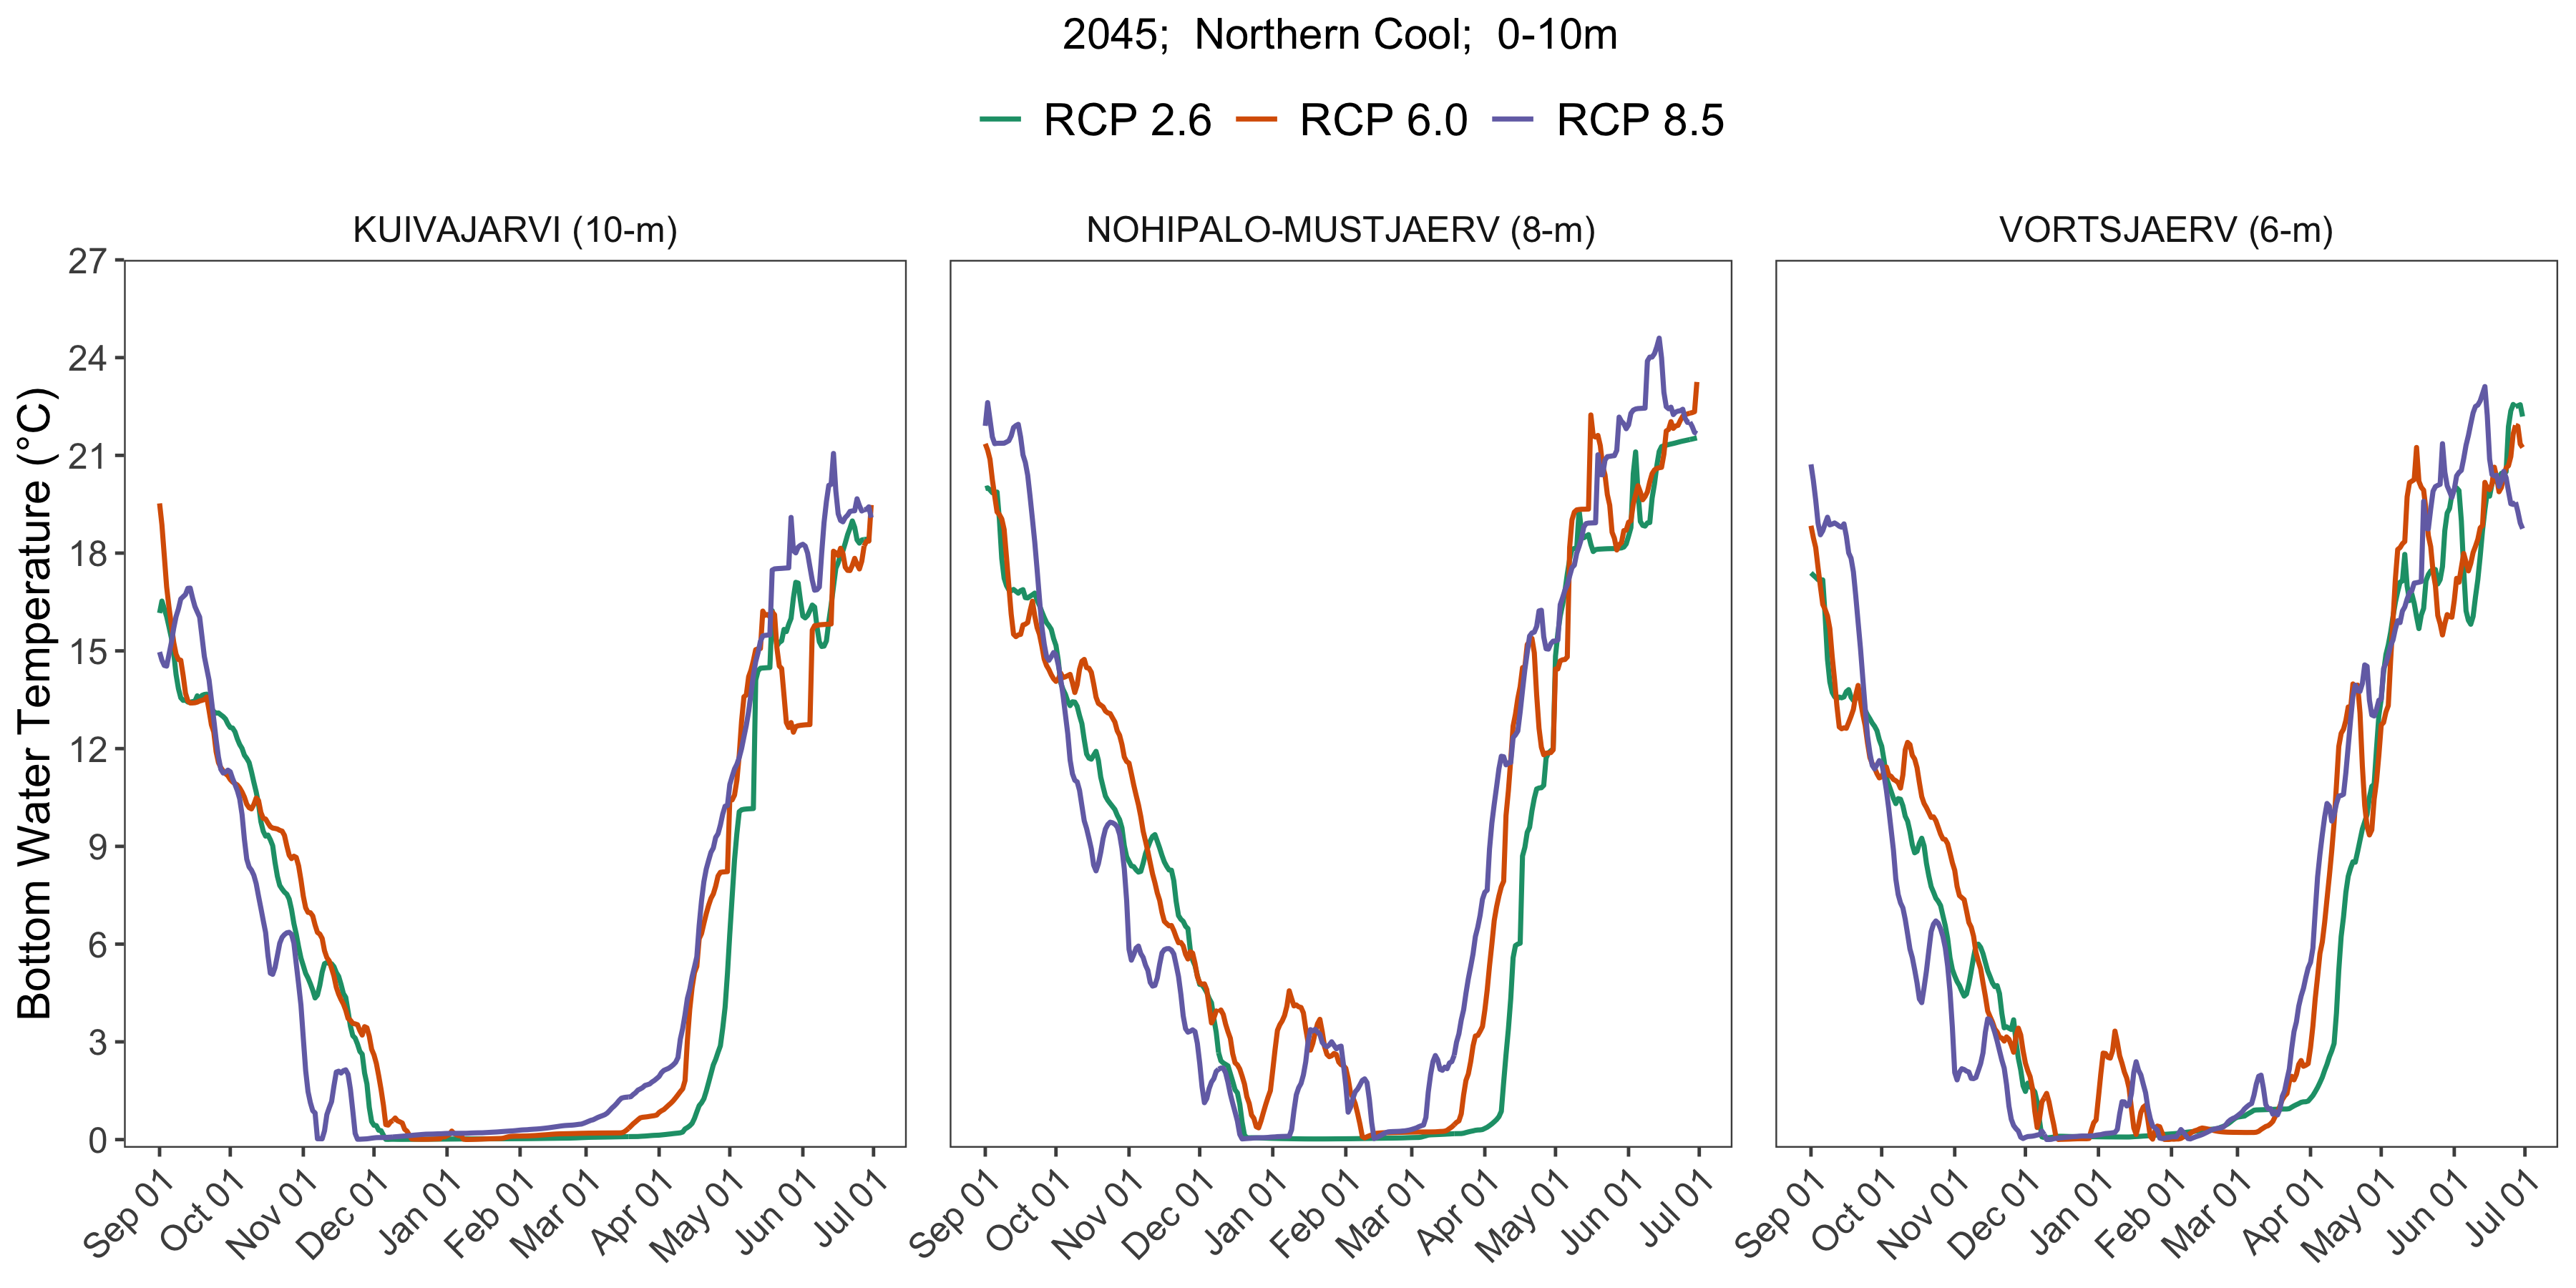 2045;  Northern Cool;  0-10m
RCP 2.6 RCP 6.0 RCP 8.5
KUIVAJARVI (10-m) NOHIPALO-MUSTJAERV (8-m) VORTSJAERV (6-m)
Bottom Water Temperature (°C)
27
24
21
18
15
12
9
6
3
0
Sep 01 Oct 01 Nov 01 Dec 01 Jan 01 Feb 01 Mar 01 Apr 01 May 01 Jun 01 Jul 01
Sep 01 Oct 01 Nov 01 Dec 01 Jan 01 Feb 01 Mar 01 Apr 01 May 01 Jun 01 Jul 01
Sep 01 Oct 01 Nov 01 Dec 01 Jan 01 Feb 01 Mar 01 Apr 01 May 01 Jun 01 Jul 01